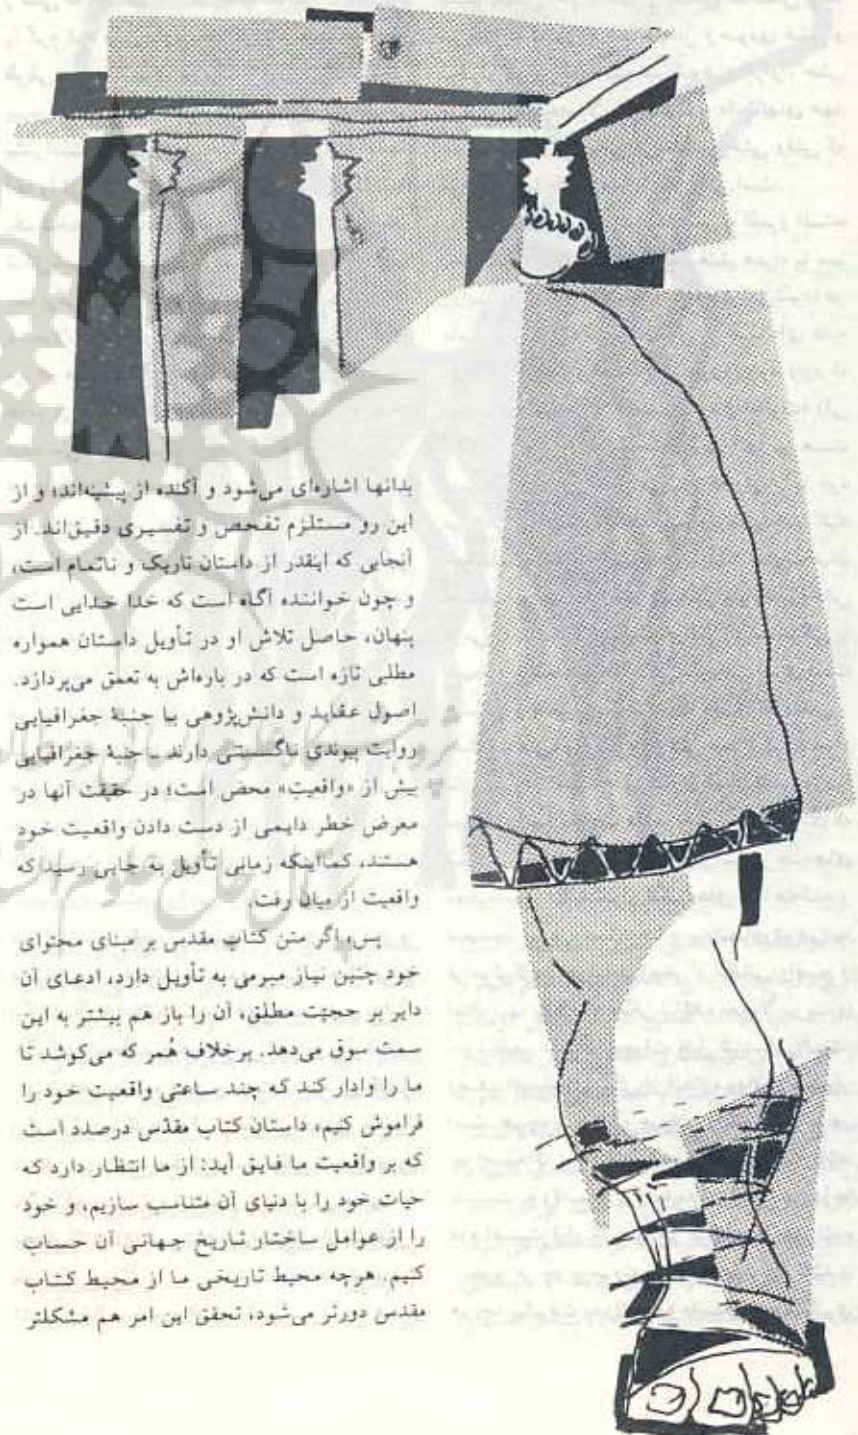 بدانها اشاره‌ای می‌شود و آکنده از پیشینه‌اند؛ و از
این رو مستلزم تفحص و تفسیری دقیق‌اند. از
آنجایی که اینقدر از داستان تاریک و ناتمام است،
و چون خواننده آگاه است که خدا خدایی است
پنهان، حاصل تلاش او در تأویل داستان همواره
مطلبی تازه است که در باره‌اش به تعمق می‌پردازد.
اصول عقاید و دانش‌پژوهی با جنبهٔ جغرافیایی
روایت پیوندی ناگسستنی دارند ـ جنبهٔ جغرافیایی
بیش از «واقعیت» محض است؛ در حقیقت آنها در
معرض خطر دایمی از دست دادن واقعیت خود
هستند، کمااینکه زمانی تأویل به جایی رسید که
واقعیت از میان رفت.
پس، اگر متن کتاب مقدس بر مبنای محتوای
خود چنین نیاز مبرمی به تأویل دارد، ادعای آن
دایر بر حجیّت مطلق، آن را باز هم بیشتر به این
سمت سوق می‌دهد. برخلاف هُمر که می‌کوشد تا
ما را وادار کند که چند ساعتی واقعیت خود را
فراموش کنیم، داستان کتاب مقدّس درصدد است
که بر واقعیت ما فایق آید: از ما انتظار دارد که
حیات خود را با دنیای آن متناسب سازیم، و خود
را از عوامل ساختار تاریخ جهانی آن حساب
کنیم. هرچه محیط تاریخی ما از محیط کتاب
مقدس دورتر می‌شود، تحقق این امر هم مشکلتر